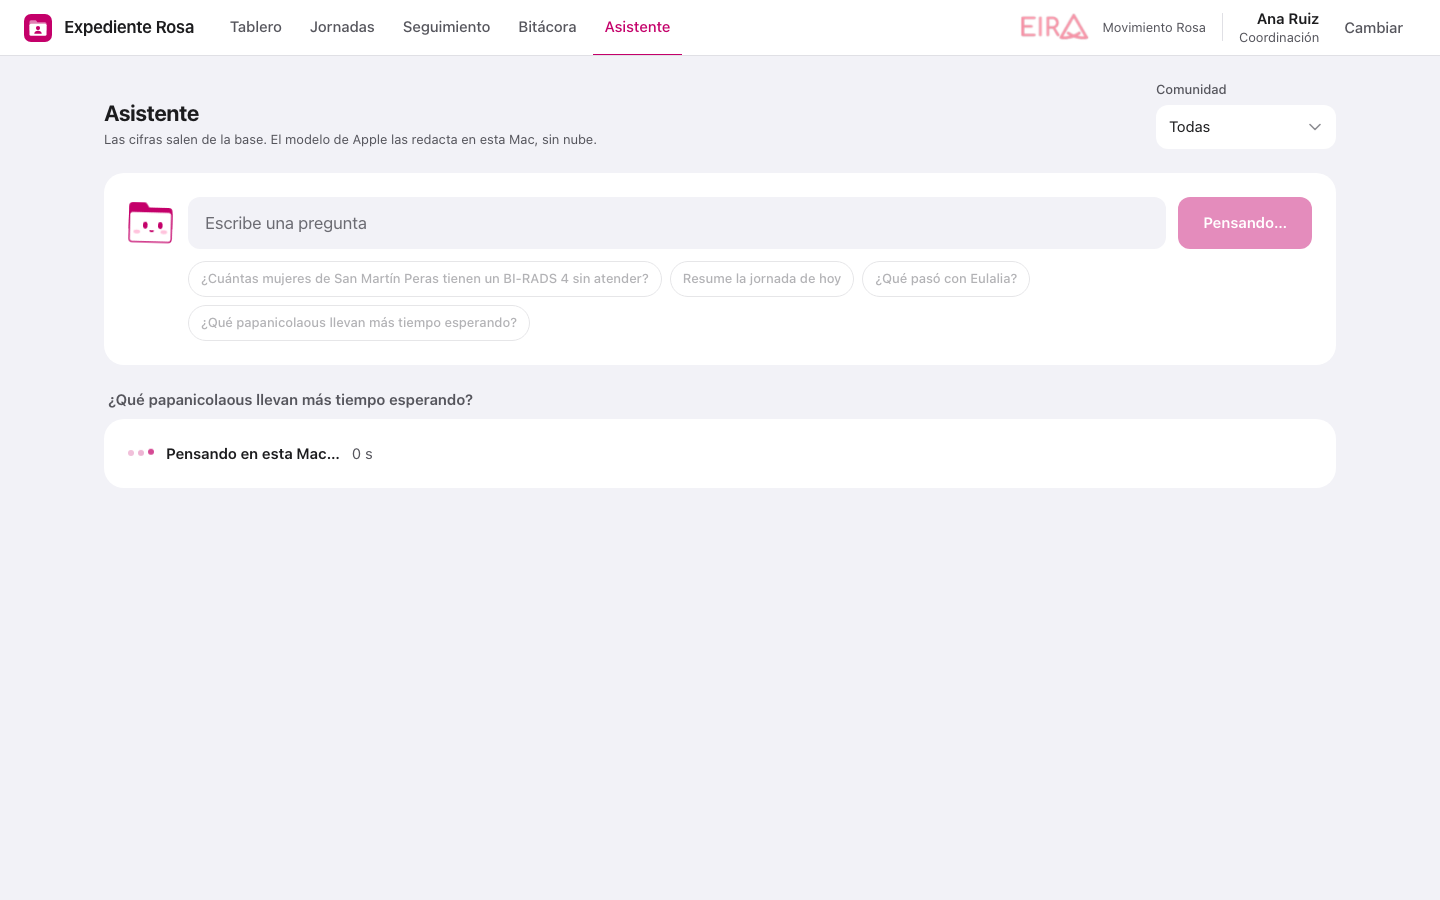 Expediente Rosa
Tablero
Jornadas
Seguimiento
Bitácora
Asistente
EIRA
Movimiento Rosa
Ana Ruiz
Coordinación
Cambiar
Asistente
Las cifras salen de la base. El modelo de Apple las redacta en esta Mac, sin nube.
Comunidad
Todas
Escribe una pregunta
Pensando...
¿Cuántas mujeres de San Martín Peras tienen un BI-RADS 4 sin atender?
Resume la jornada de hoy
¿Qué pasó con Eulalia?
¿Qué papanicolaous llevan más tiempo esperando?
¿Qué papanicolaous llevan más tiempo esperando?
Pensando en esta Mac... 0 s